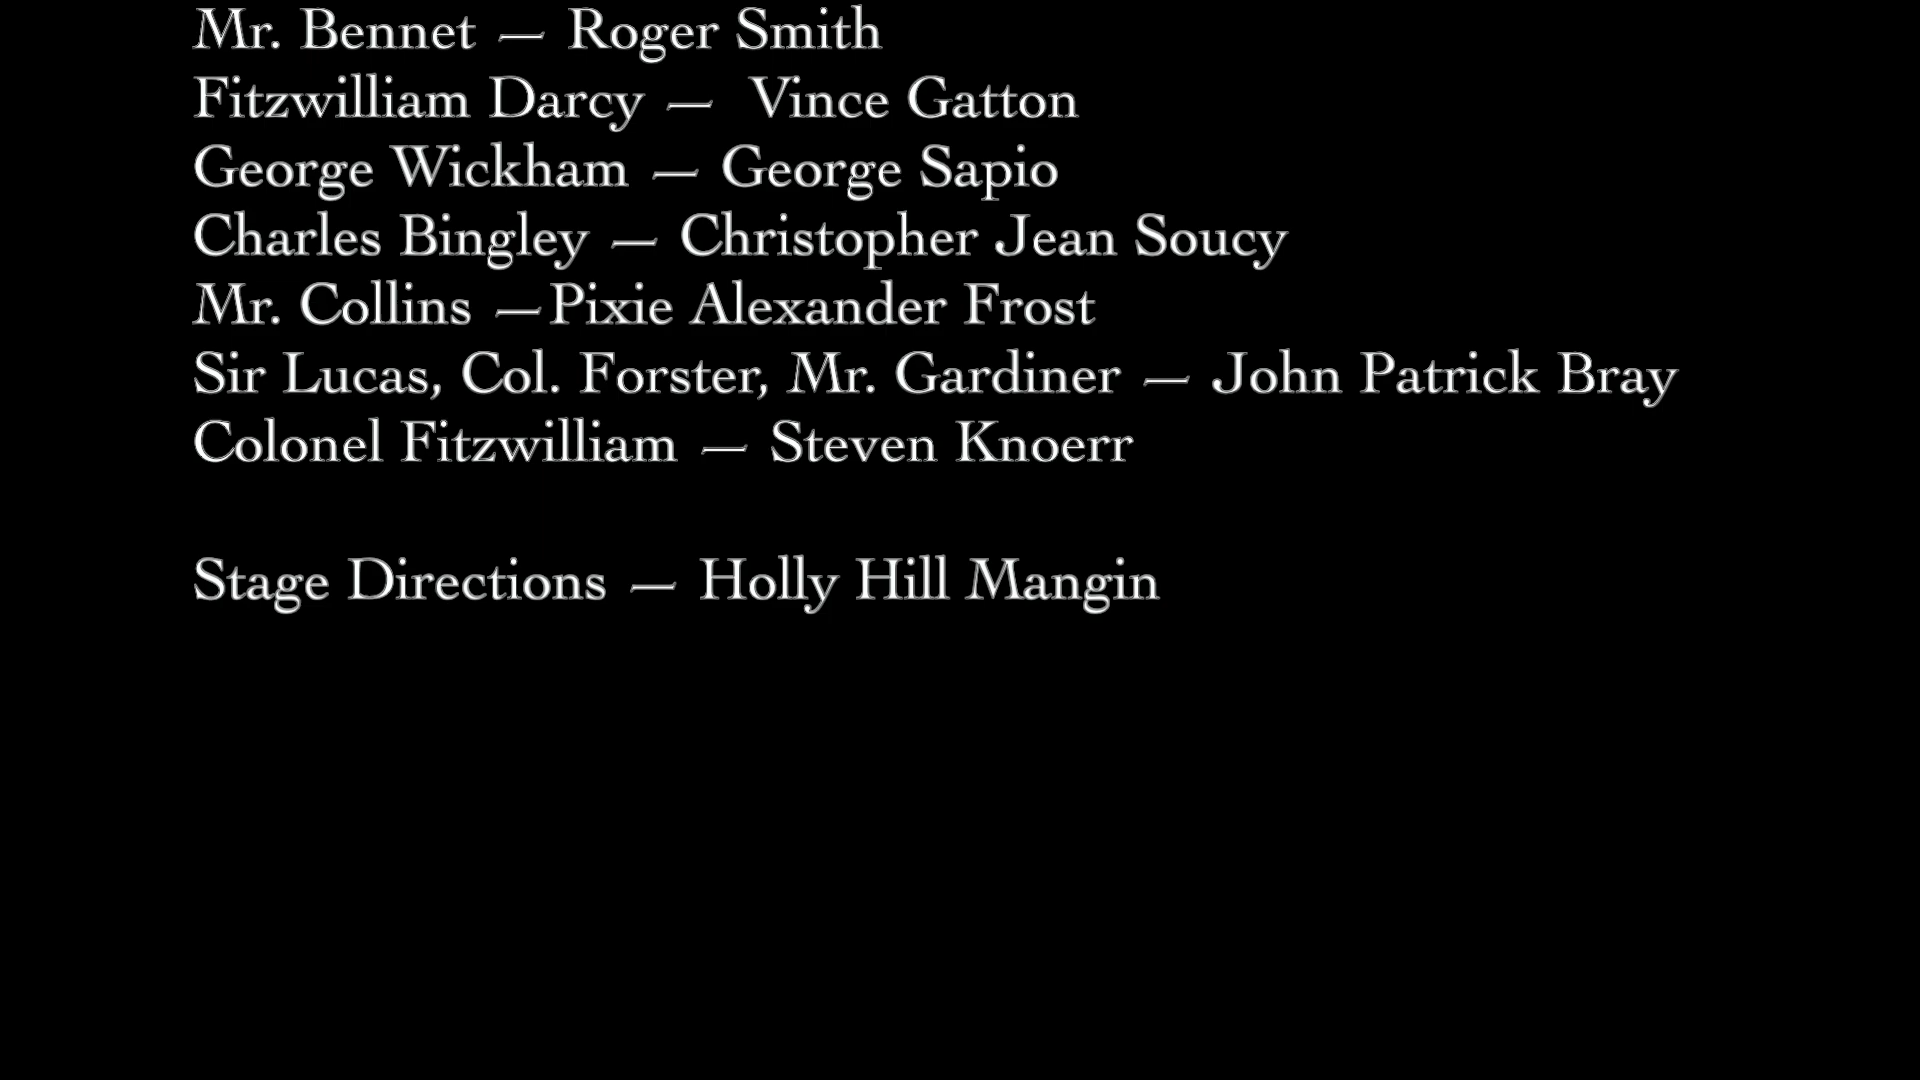 Mr. Bennet — Roger Smith
Fitzwilliam Darcy — Vince Gatton
George Wickham — George Sapio
Charles Bingley — Christopher Jean Soucy
Mr. Collins —Pixie Alexander Frost
Sir Lucas, Col. Forster, Mr. Gardiner — John Patrick Bray
Colonel Fitzwilliam — Steven Knoerr
Stage Directions — Holly Hill Mangin